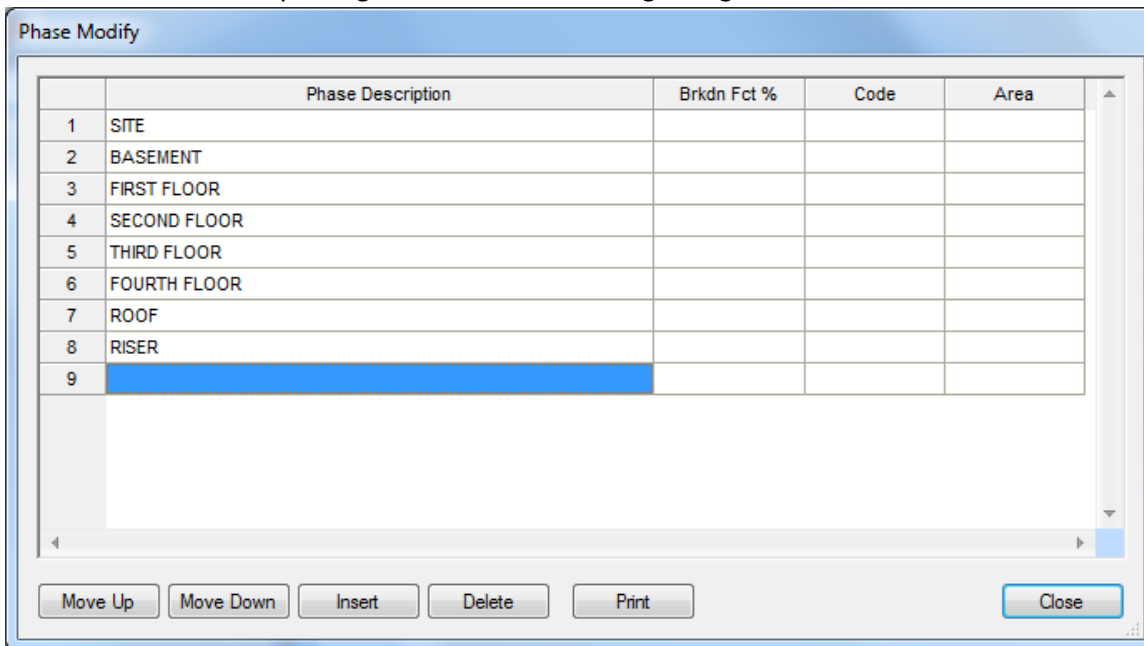 Phase Modify
Phase Description Brkdn Fct % Code Area
1 SITE
2 BASEMENT
3 FIRST FLOOR
4 SECOND FLOOR
5 THIRD FLOOR
6 FOURTH FLOOR
7 ROOF
8 RISER
9
Move Up Move Down Insert Delete Print Close